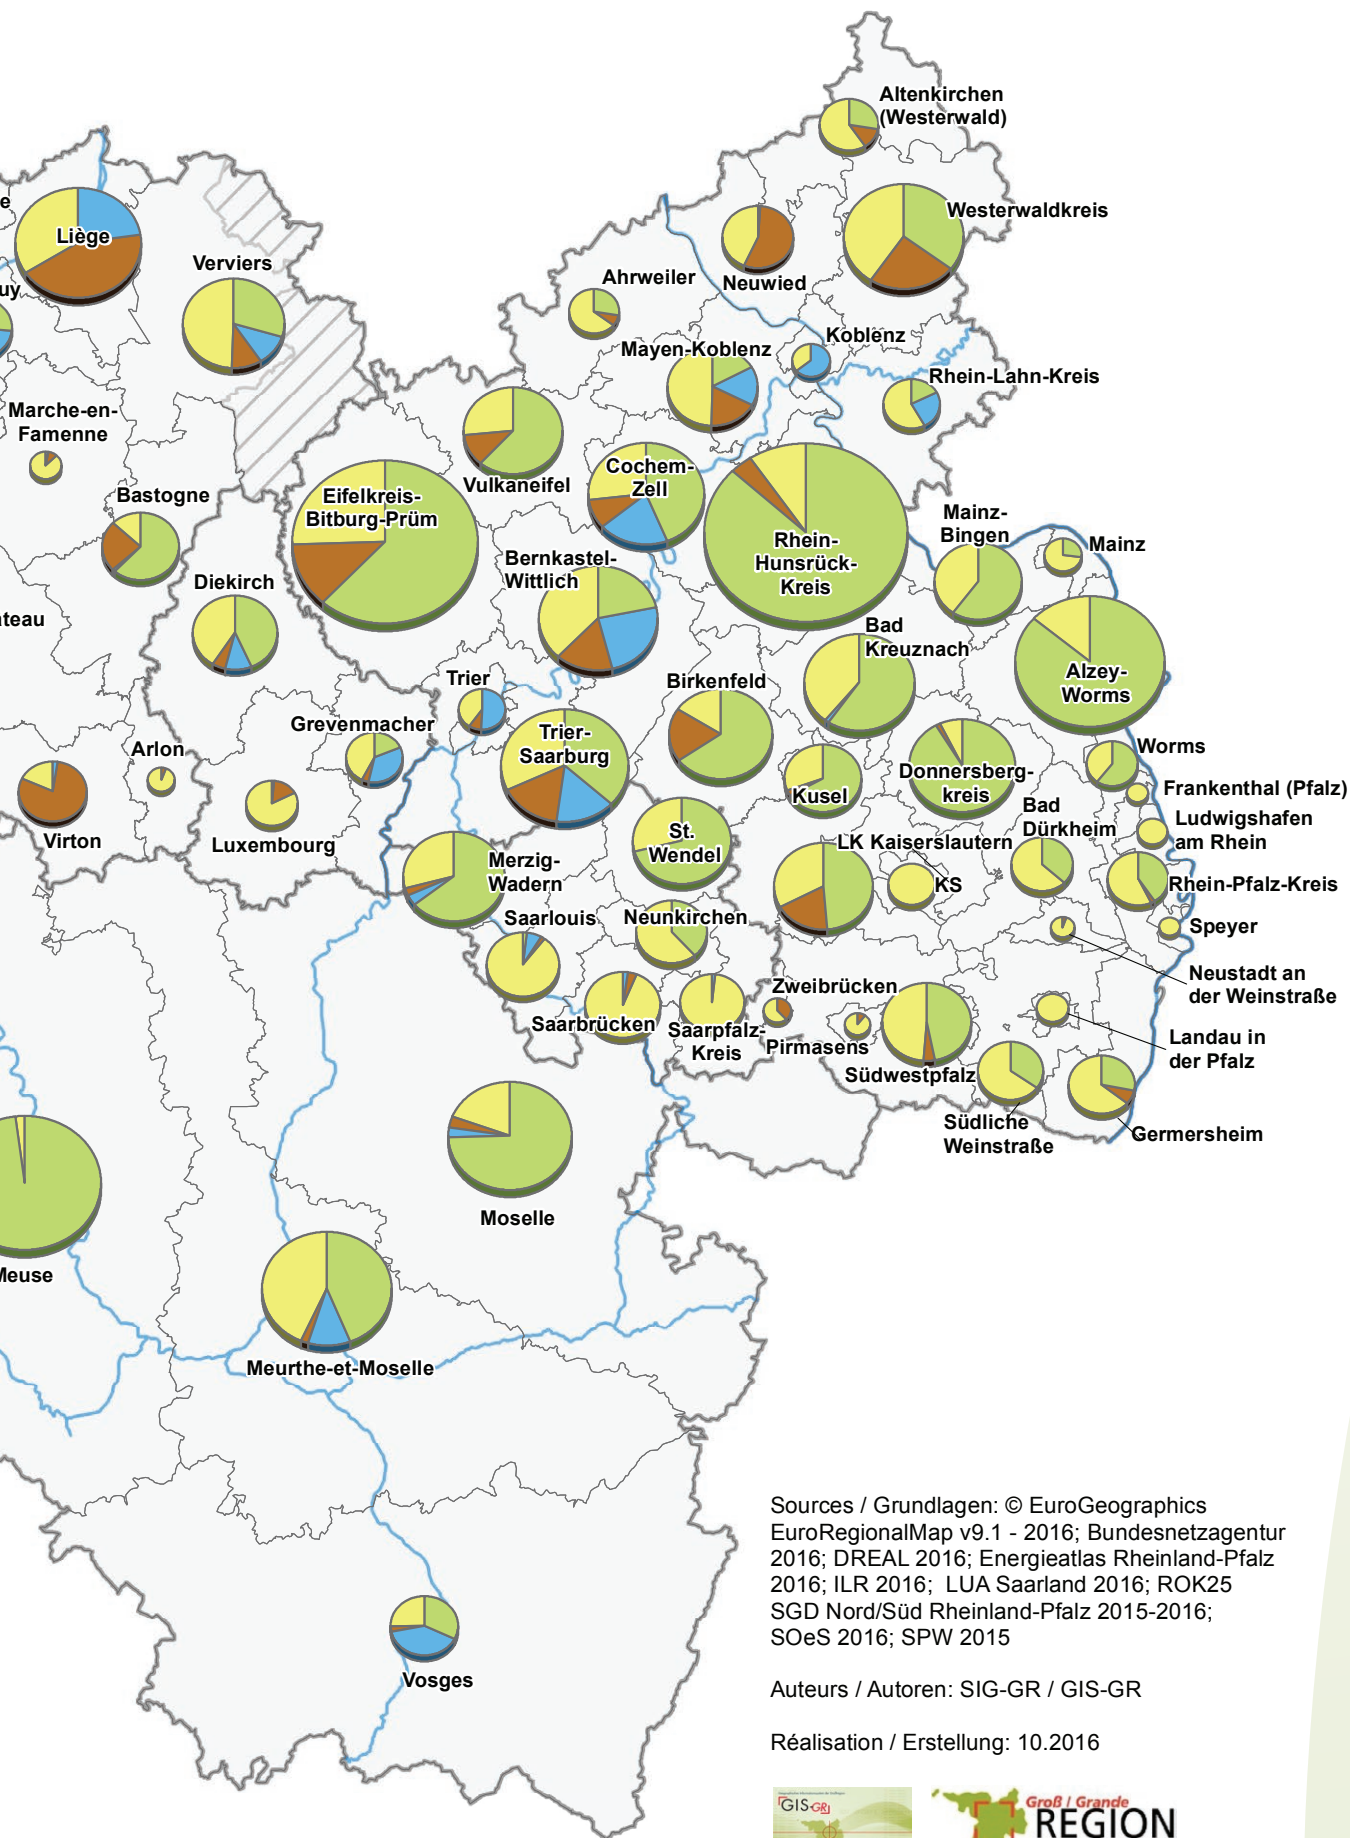 Altenkirchen
(Westerwald)
Westerwaldkreis
e
Liège
Verviers
uy
Neuwied
Ahrweiler
Koblenz
Mayen-Koblenz
Rhein-Lahn-Kreis
Marche-en-
Famenne
Vulkaneifel
Cochem-
Zell
Bastogne
Eifelkreis-
Bitburg-Prüm
Rhein-
Hunsrück-
Kreis
Mainz-
Bingen
Mainz
Bernkastel-
Wittlich
Diekirch
ateau
Bad
Kreuznach
Alzey-
Worms
Trier
Birkenfeld
Grevenmacher
Trier-
Saarburg
Arlon
Worms
Donnersberg-
kreis
Kusel
Frankenthal (Pfalz)
Virton
Luxembourg
Bad
Dürkheim
Ludwigshafen
am Rhein
St.
Wendel
LK Kaiserslautern
KS
Merzig-
Wadern
Rhein-Pfalz-Kreis
Saarlouis
Neunkirchen
Speyer
Neustadt an
der Weinstraße
Zweibrücken
Saarbrücken
Saarpfalz-
Kreis
Pirmasens
Landau in
der Pfalz
Südwestpfalz
Südliche
Weinstraße
Germersheim
Moselle
Meuse
Meurthe-et-Moselle
Vosges
Sources / Grundlagen: © EuroGeographics
EuroRegionalMap v9.1 - 2016; Bundesnetzagentur
2016; DREAL 2016; Energieatlas Rheinland-Pfalz
2016; ILR 2016; LUA Saarland 2016; ROK25
SGD Nord/Süd Rheinland-Pfalz 2015-2016;
SOeS 2016; SPW 2015
Auteurs / Autoren: SIG-GR / GIS-GR
Réalisation / Erstellung: 10.2016
GIS-GR
Groß / Grande
REGION